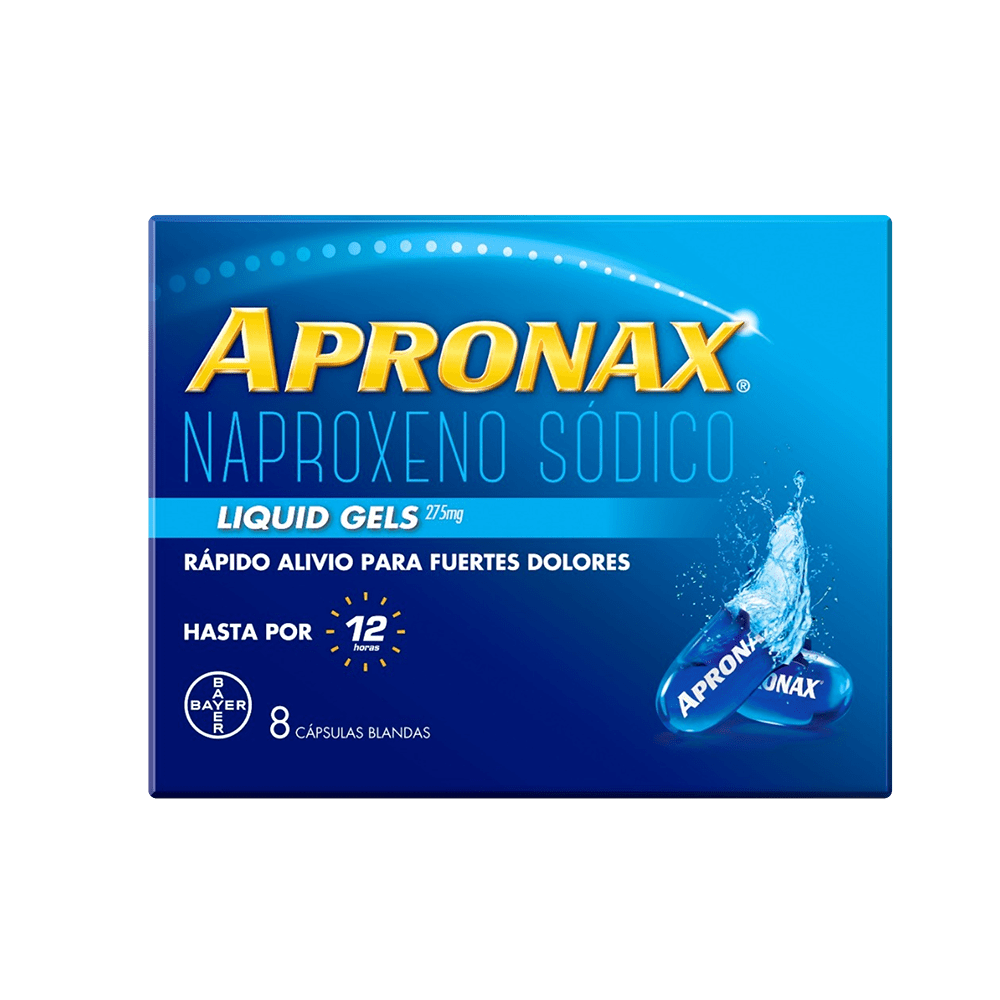 APRONAX®
NAPROXENO SÓDICO
LIQUID GELS 275mg
RÁPIDO ALIVIO PARA FUERTES DOLORES
HASTA POR 12 horas
BAYER
BAYER
8 CÁPSULAS BLANDAS
APRONAX
ONAX